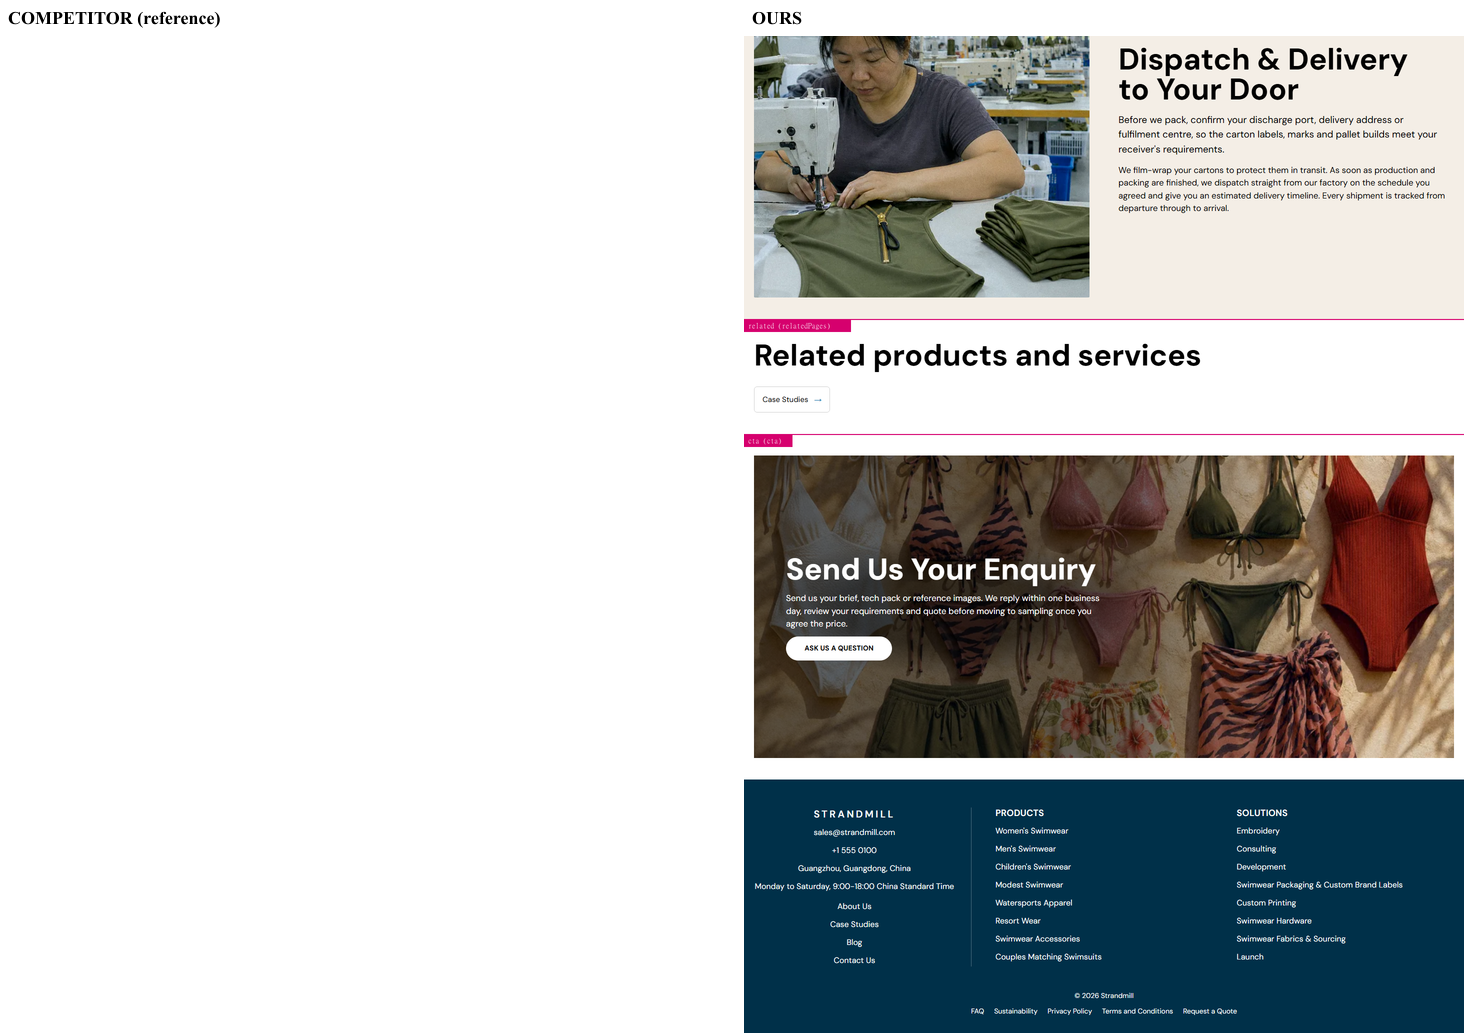 COMPETITOR (reference)
OURS
Dispatch & Delivery
to Your Door
Before we pack, confirm your discharge port, delivery address or
fulfilment centre, so the carton labels, marks and pallet builds meet your
receiver's requirements.
We film-wrap your cartons to protect them in transit. As soon as production and
packing are finished, we dispatch straight from our factory on the schedule you
agreed and give you an estimated delivery timeline. Every shipment is tracked from
departure through to arrival.
related (relatedPages)
Related products and services
Case Studies →
cta (cta)
Send Us Your Enquiry
Send us your brief, tech pack or reference images. We reply within one business
day, review your requirements and quote before moving to sampling once you
agree the price.
ASK US A QUESTION
STRANDMILL
sales@strandmill.com
+1 555 0100
Guangzhou, Guangdong, China
Monday to Saturday, 9:00-18:00 China Standard Time
About Us
Case Studies
Blog
Contact Us
PRODUCTS
Women's Swimwear
Men's Swimwear
Children's Swimwear
Modest Swimwear
Watersports Apparel
Resort Wear
Swimwear Accessories
Couples Matching Swimsuits
SOLUTIONS
Embroidery
Consulting
Development
Swimwear Packaging & Custom Brand Labels
Custom Printing
Swimwear Hardware
Swimwear Fabrics & Sourcing
Launch
© 2026 Strandmill
FAQ Sustainability Privacy Policy Terms and Conditions Request a Quote